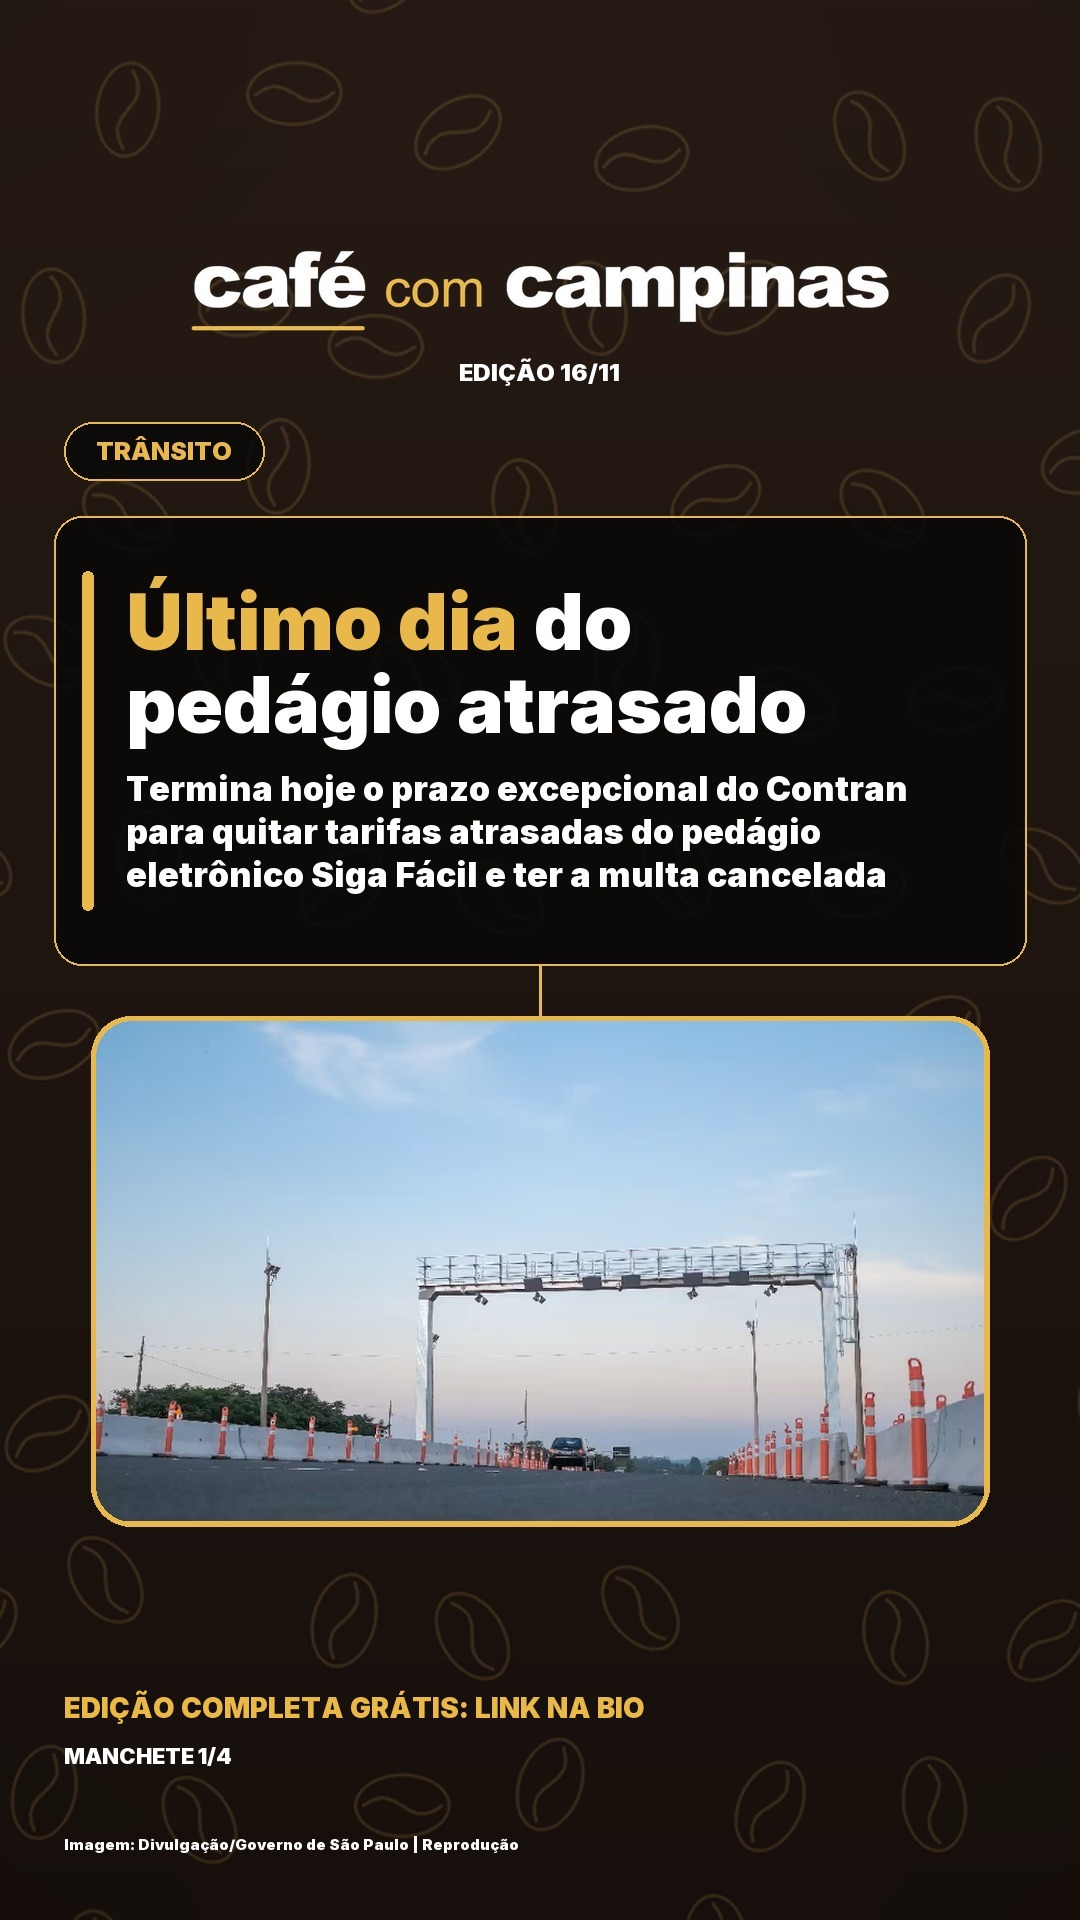 café com campinas
EDIÇÃO 16/11
TRÂNSITO
Último dia do
pedágio atrasado
Termina hoje o prazo excepcional do Contran
para quitar tarifas atrasadas do pedágio
eletrônico Siga Fácil e ter a multa cancelada
EDIÇÃO COMPLETA GRÁTIS: LINK NA BIO
MANCHETE 1/4
Imagem: Divulgação/Governo de São Paulo | Reprodução